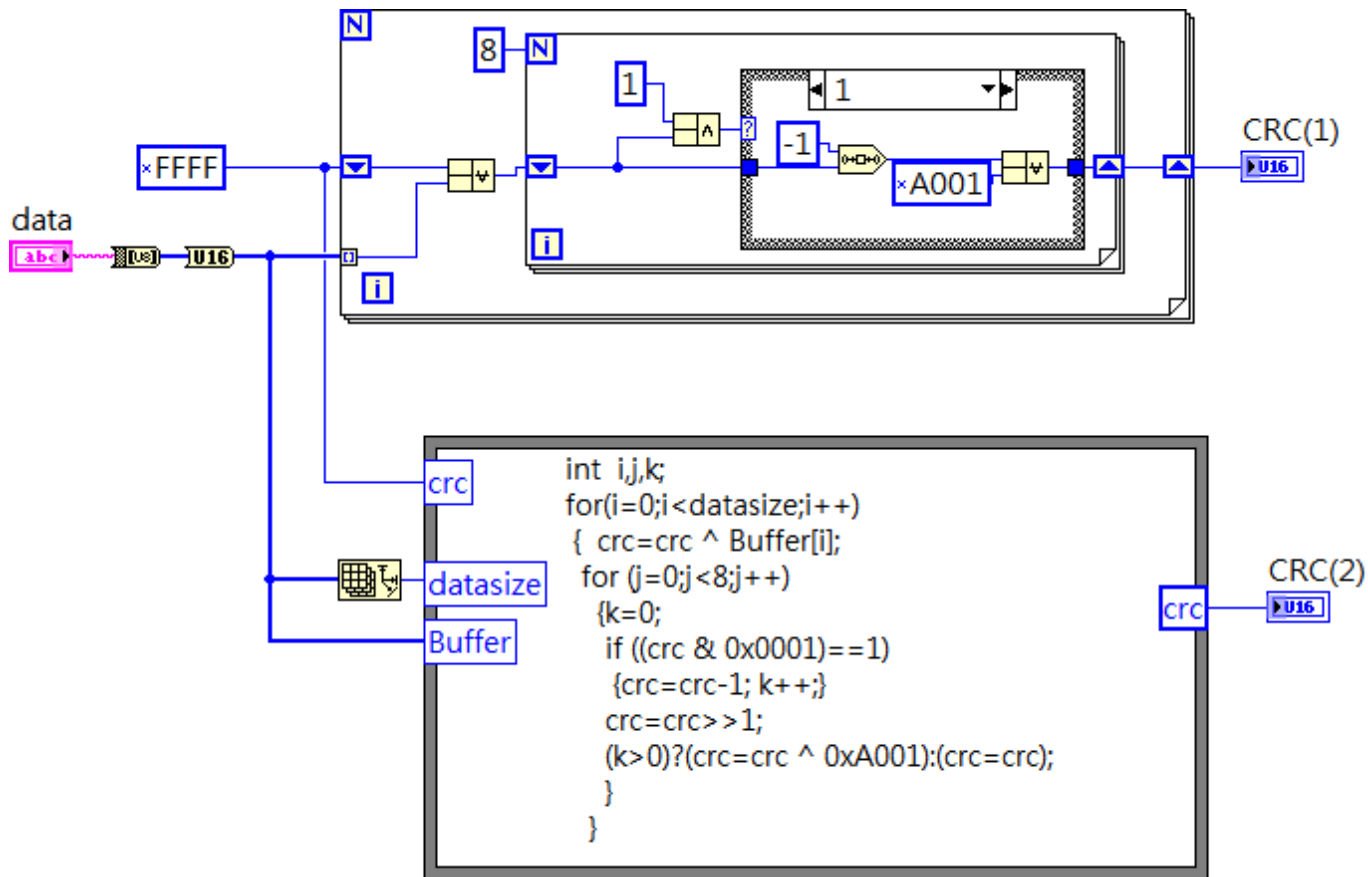 N
8
N
1
1
-1
×FFFF
×A001
CRC(1)
U16
data
abc
[U8]
U16
i
i
int i,j,k;
crc
for(i=0;i<datasize;i++)
{ crc=crc ^ Buffer[i];
for (j=0;j<8;j++)
datasize
CRC(2)
{k=0;
crc
U16
Buffer
if ((crc & 0x0001)==1)
{crc=crc-1; k++;}
crc=crc>>1;
(k>0)?(crc=crc ^ 0xA001):(crc=crc);
}
}